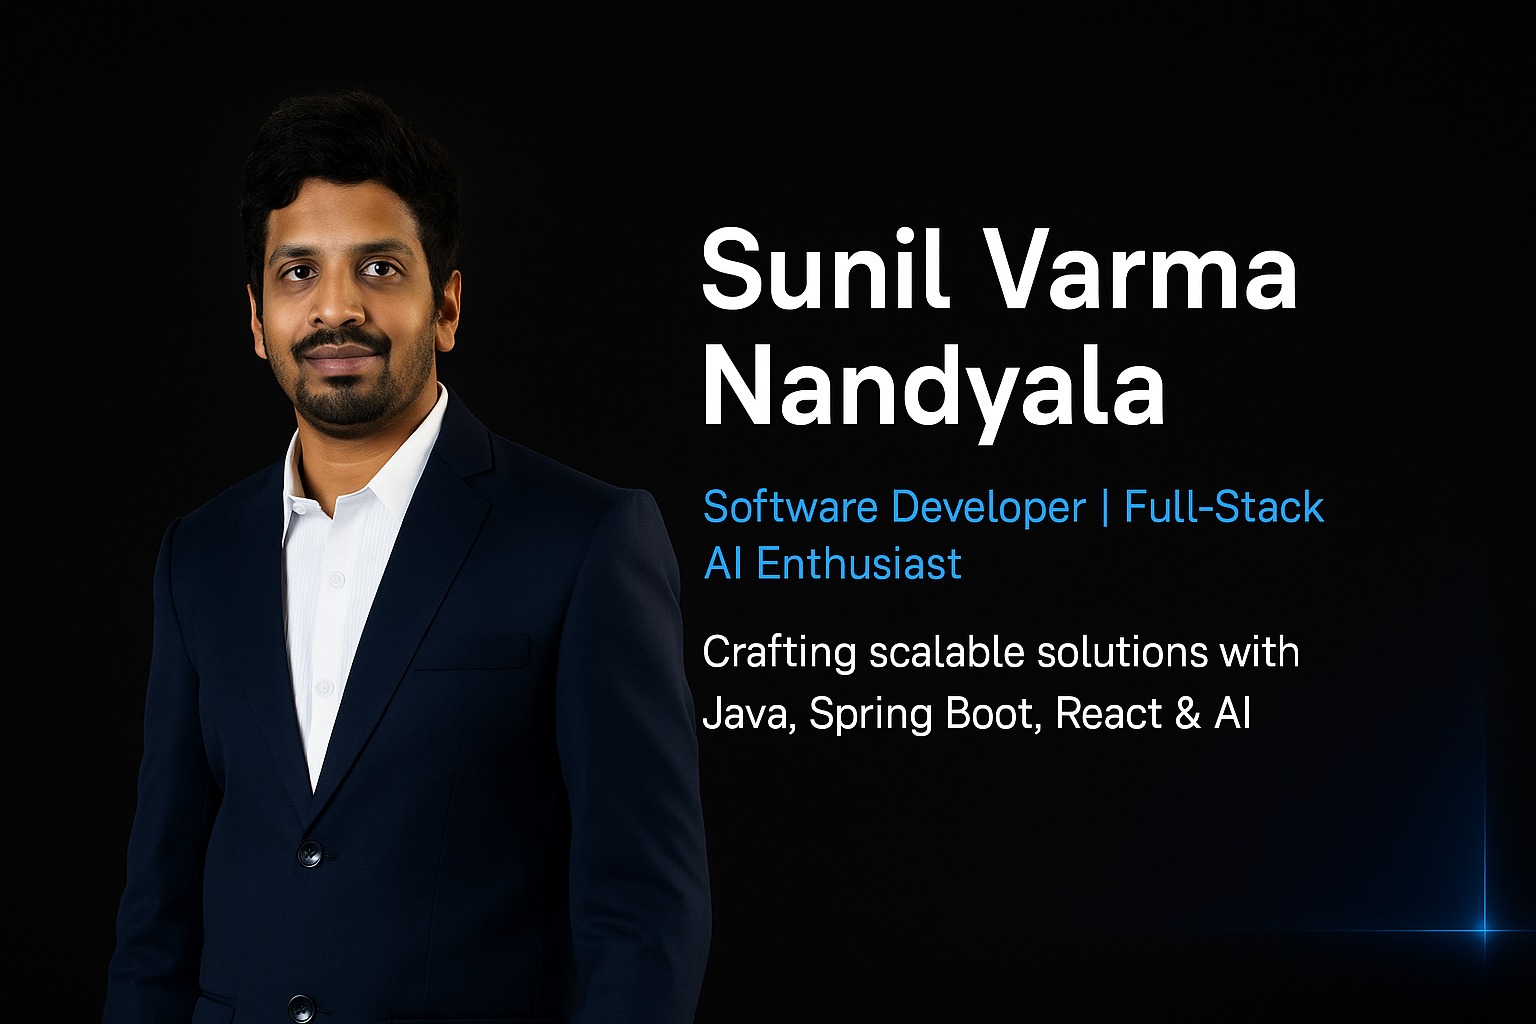 Sunil Varma
Nandyala
Software Developer | Full-Stack
AI Enthusiast
Crafting scalable solutions with
Java, Spring Boot, React & AI